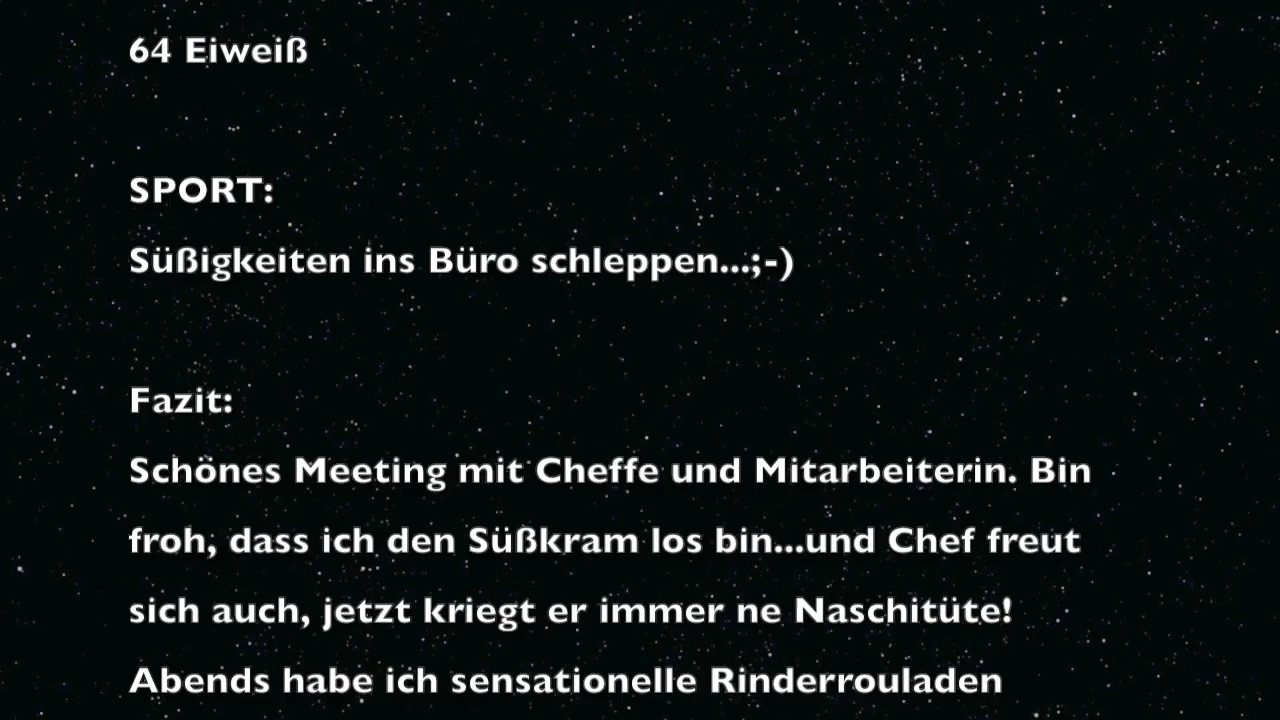 64 Eiweiß
SPORT:
Süßigkeiten ins Büro schleppen...;-)
Fazit:
Schönes Meeting mit Cheffe und Mitarbeiterin. Bin
froh, dass ich den Süßkram los bin...und Chef freut
sich auch, jetzt kriegt er immer ne Naschitüte!
Abends habe ich sensationelle Rinderrouladen